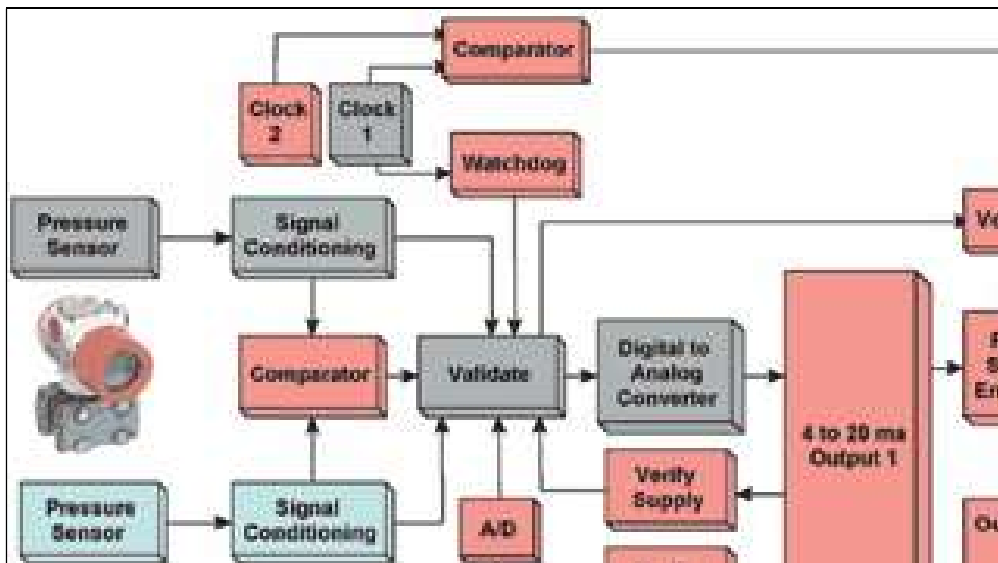 Comparator
Clock
2
Clock
1
Watchdog
Pressure
Sensor
Signal
Conditioning
Comparator
Validate
Digital to
Analog
Converter
4 to 20 ma
Output 1
Verify
Supply
Pressure
Sensor
Signal
Conditioning
A/D